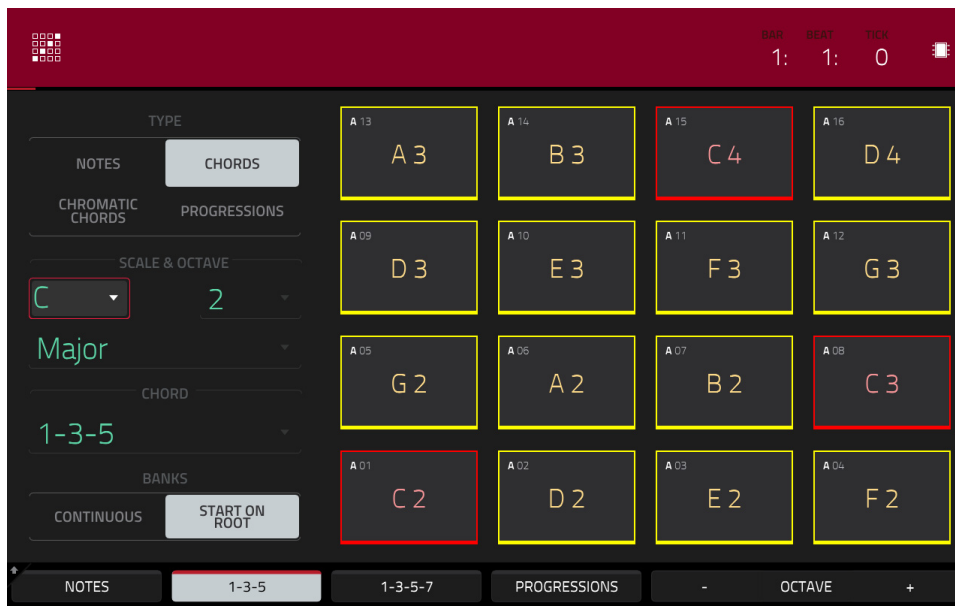 BAR BEAT TICK
1: 1: 0
TYPE
NOTES CHORDS
CHROMATIC
CHORDS
PROGRESSIONS
SCALE & OCTAVE
C 2
Major
CHORD
1-3-5
BANKS
CONTINUOUS
START ON
ROOT
A 13 A 14 A 15 A 16
A 3 B 3 C 4 D 4
A 09 A 10 A 11 A 12
D 3 E 3 F 3 G 3
A 05 A 06 A 07 A 08
G 2 A 2 B 2 C 3
A 01 A 02 A 03 A 04
C 2 D 2 E 2 F 2
NOTES 1-3-5 1-3-5-7 PROGRESSIONS - OCTAVE +